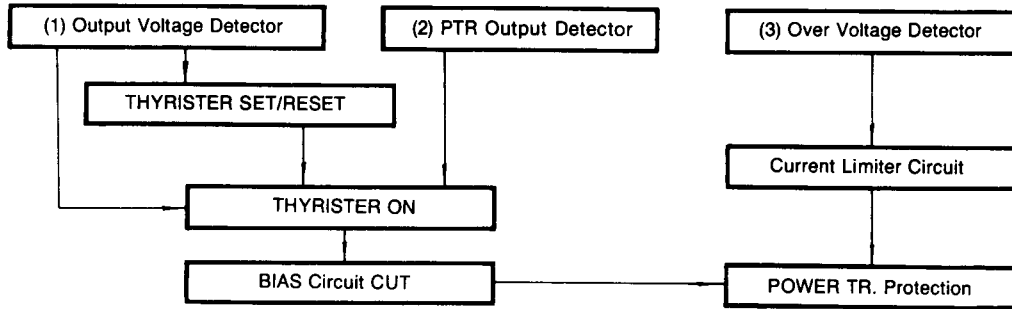 (1) Output Voltage Detector
(2) PTR Output Detector
(3) Over Voltage Detector
THYRISTER SET/RESET
Current Limiter Circuit
THYRISTER ON
BIAS Circuit CUT
POWER TR. Protection